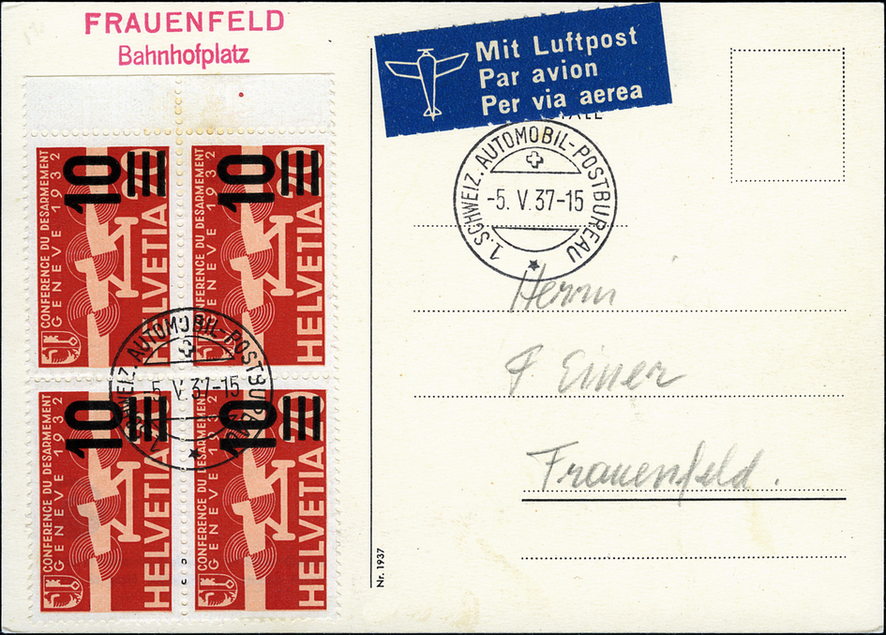 FRAUENFELD
Bahnhofplatz
Mit Luftpost
Par avion
Per via aerea
1. SCHWEIZ. AUTOMOBIL-POSTBUREAU
-5. V. 37-15
CONFERENCE DU DESARMEMENT
GENEVE 1932
10
HELVETIA
CONFERENCE DU DESARMEMENT
GENEVE 1932
10
HELVETIA
1. SCHWEIZ. AUTOMOBIL-POSTBUREAU
-5. V. 37-15
CONFERENCE DU DESARMEMENT
GENEVE 1932
10
HELVETIA
CONFERENCE DU DESARMEMENT
GENEVE 1932
10
HELVETIA
Herrn
Frauenfeld.
Nr. 1937